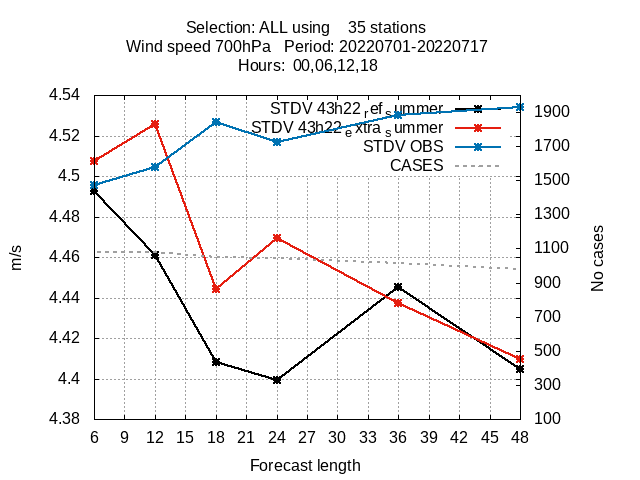 Selection: ALL using    35 stations
Wind speed 700hPa   Period: 20220701-20220717
Hours:  00,06,12,18
STDV 43h22_ref_summer
STDV 43h22_extra_summer
STDV OBS
CASES
4.54
4.52
4.5
4.48
4.46
4.44
4.42
4.4
4.38
m/s
1900
1700
1500
1300
1100
900
700
500
300
100
No cases
6 9 12 15 18 21 24 27 30 33 36 39 42 45 48
Forecast length